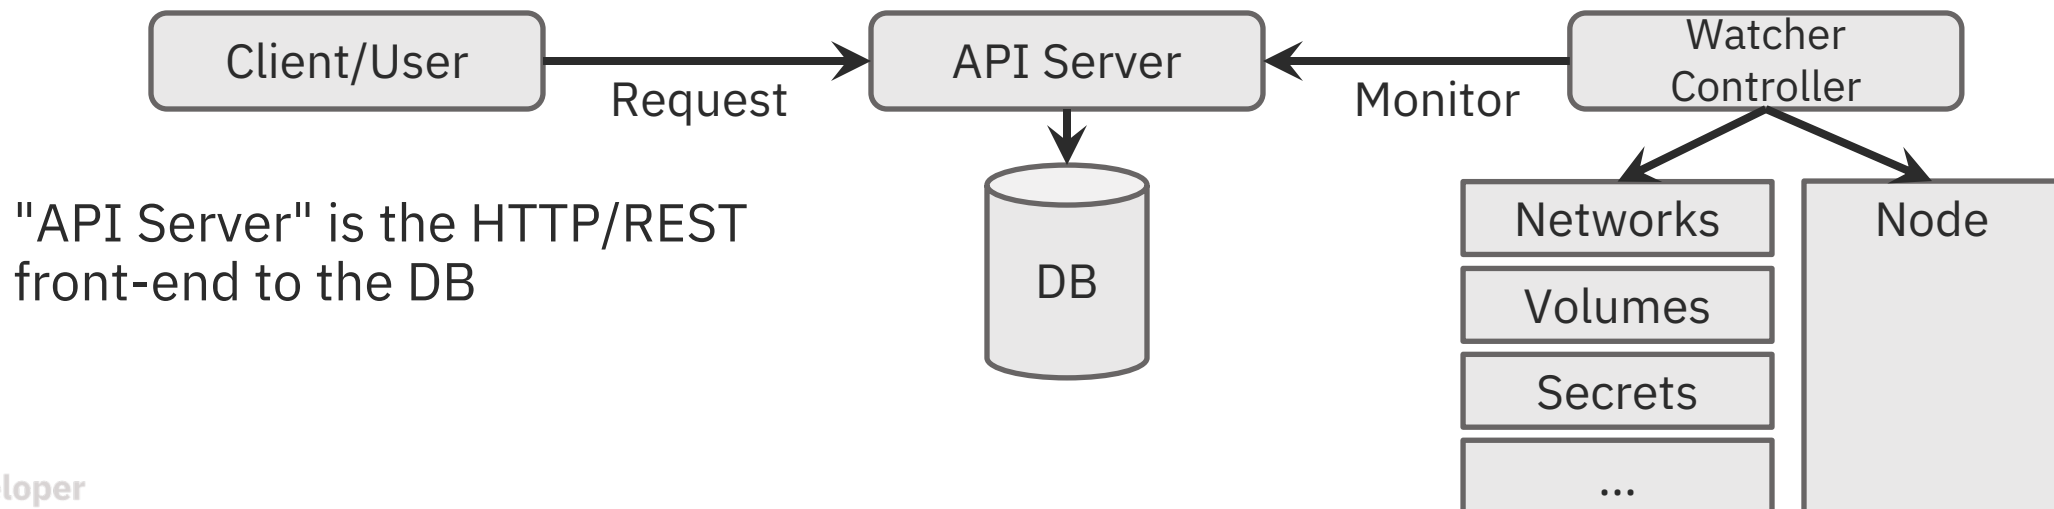 Client/User
Request
API Server
Monitor
Watcher
Controller
"API Server" is the HTTP/REST
front-end to the DB
DB
Networks
Volumes
Secrets
...
Node